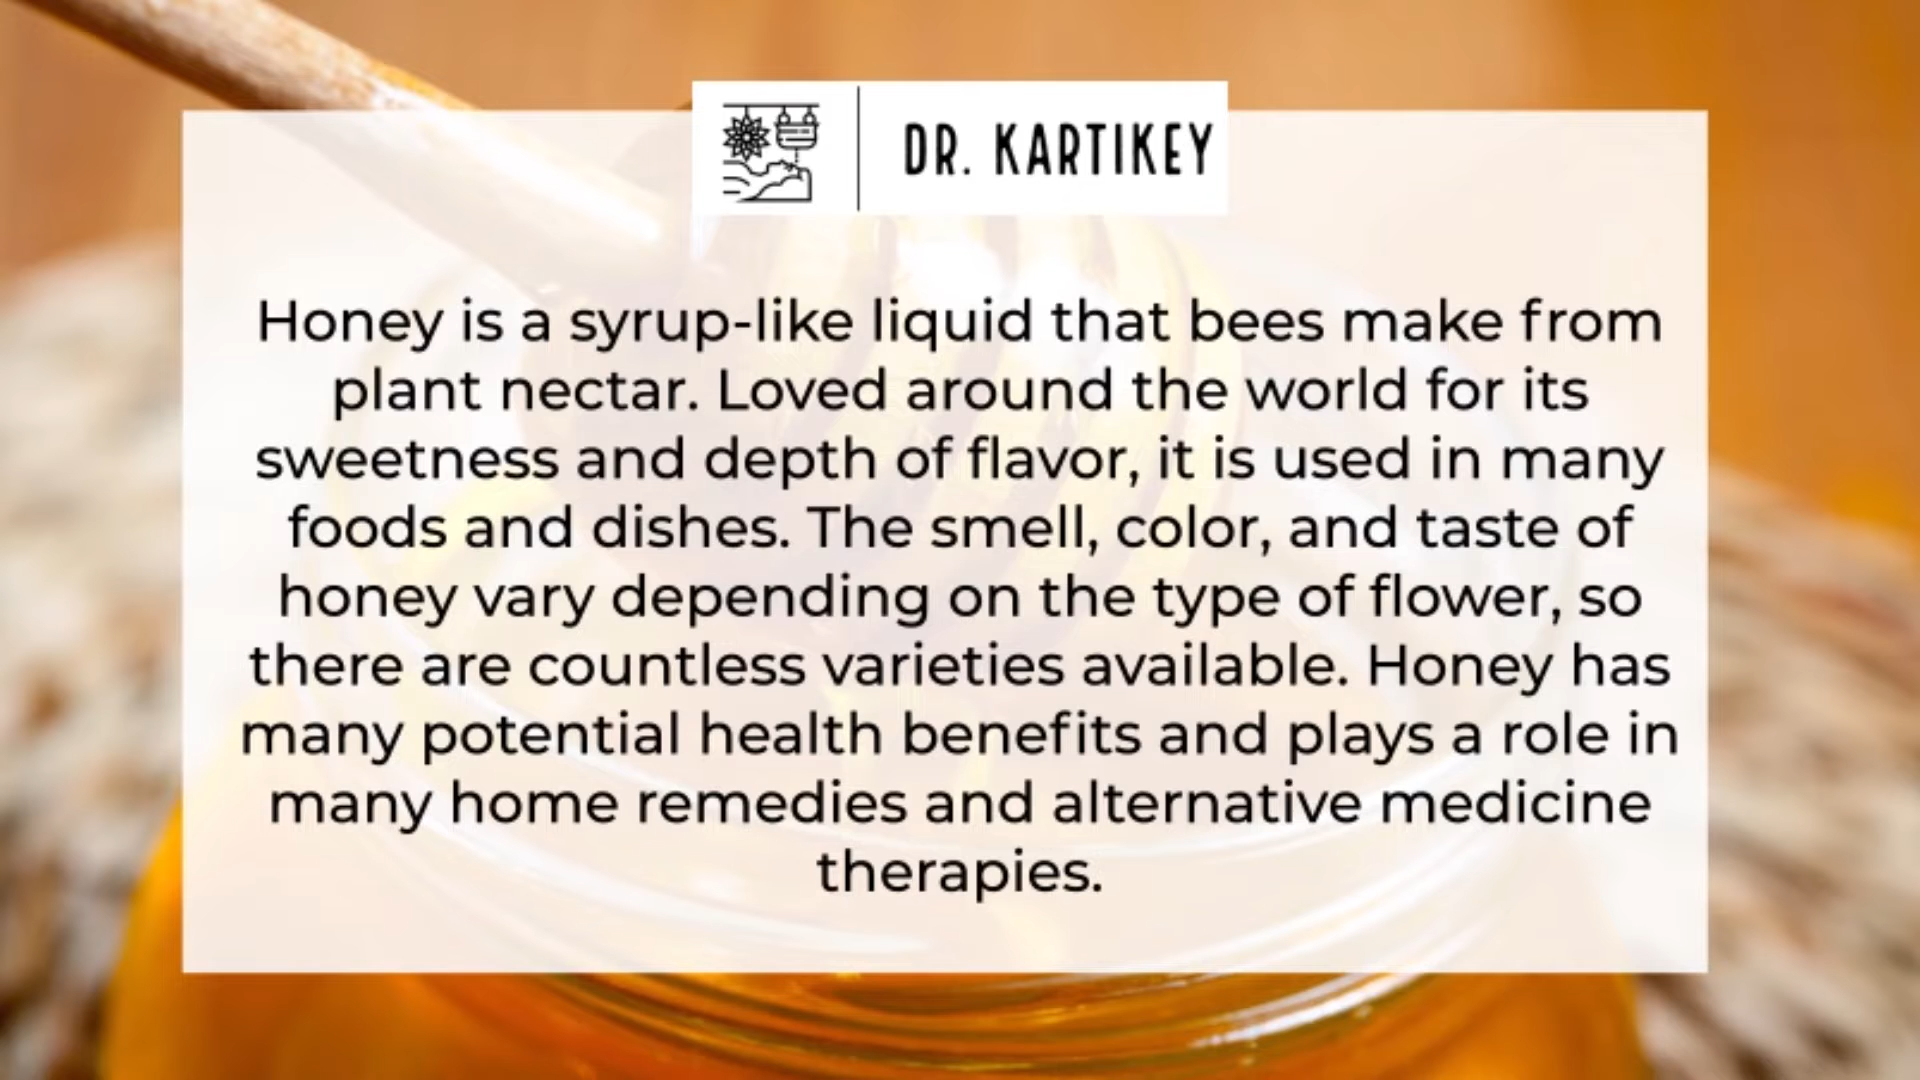 DR. KARTIKEY
Honey is a syrup-like liquid that bees make from
plant nectar. Loved around the world for its
sweetness and depth of flavor, it is used in many
foods and dishes. The smell, color, and taste of
honey vary depending on the type of flower, so
there are countless varieties available. Honey has
many potential health benefits and plays a role in
many home remedies and alternative medicine
therapies.